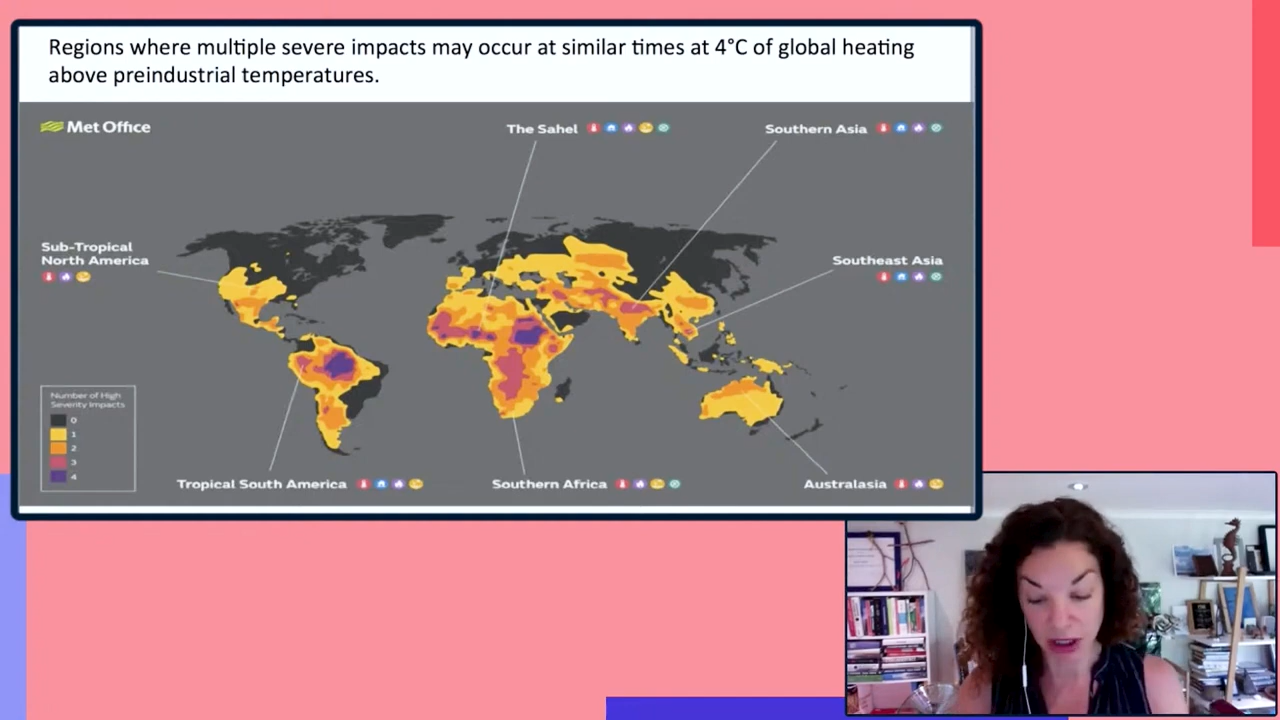 Regions where multiple severe impacts may occur at similar times at 4°C of global heating
above preindustrial temperatures.
Met Office
The Sahel
Southern Asia
Sub-Tropical
North America
Southeast Asia
Number of High
Severity Impacts
0
1
2
3
4
Tropical South America
Southern Africa
Australasia